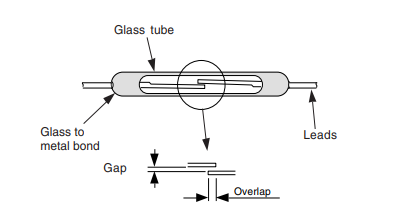 Glass tube
Glass to
metal bond
Leads
Gap
Overlap